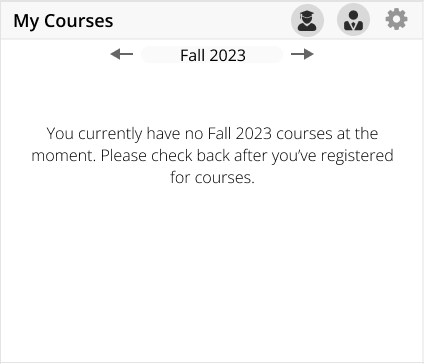 My Courses
Fall 2023
You currently have no Fall 2023 courses at the
moment. Please check back after you’ve registered
for courses.